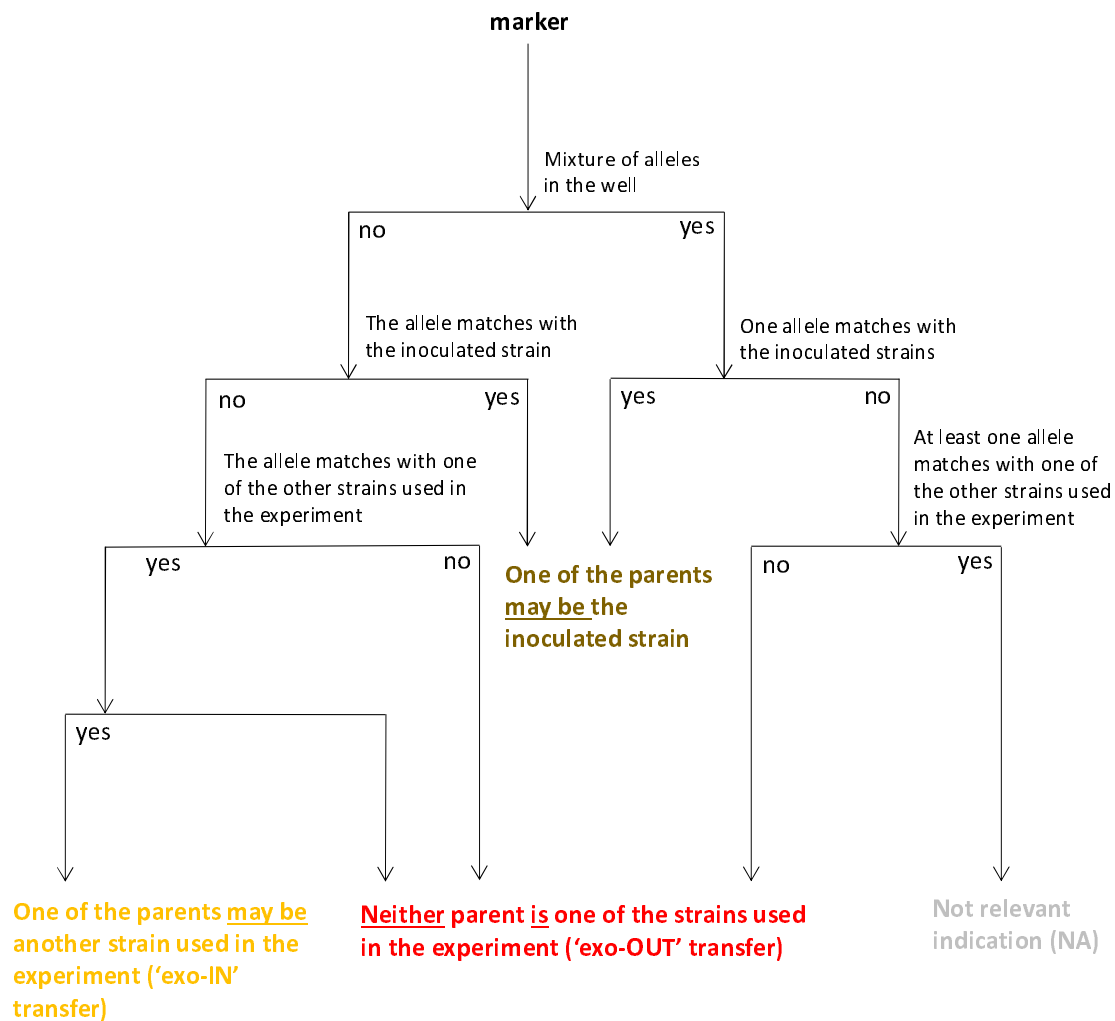 marker
Mixture of alleles
in the well
no
yes
The allele matches with
the inoculated strain
One allele matches with
the inoculated strains
no
yes
yes
no
The allele matches with one
of the other strains used in
the experiment
At least one allele
matches with one of
the other strains used
in the experiment
yes
no
One of the parents
may be the
inoculated strain
no
yes
yes
One of the parents may be
another strain used in the
experiment (‘exo-IN’
transfer)
Neither parent is one of the strains used
in the experiment (‘exo-OUT’ transfer)
Not relevant
indication (NA)